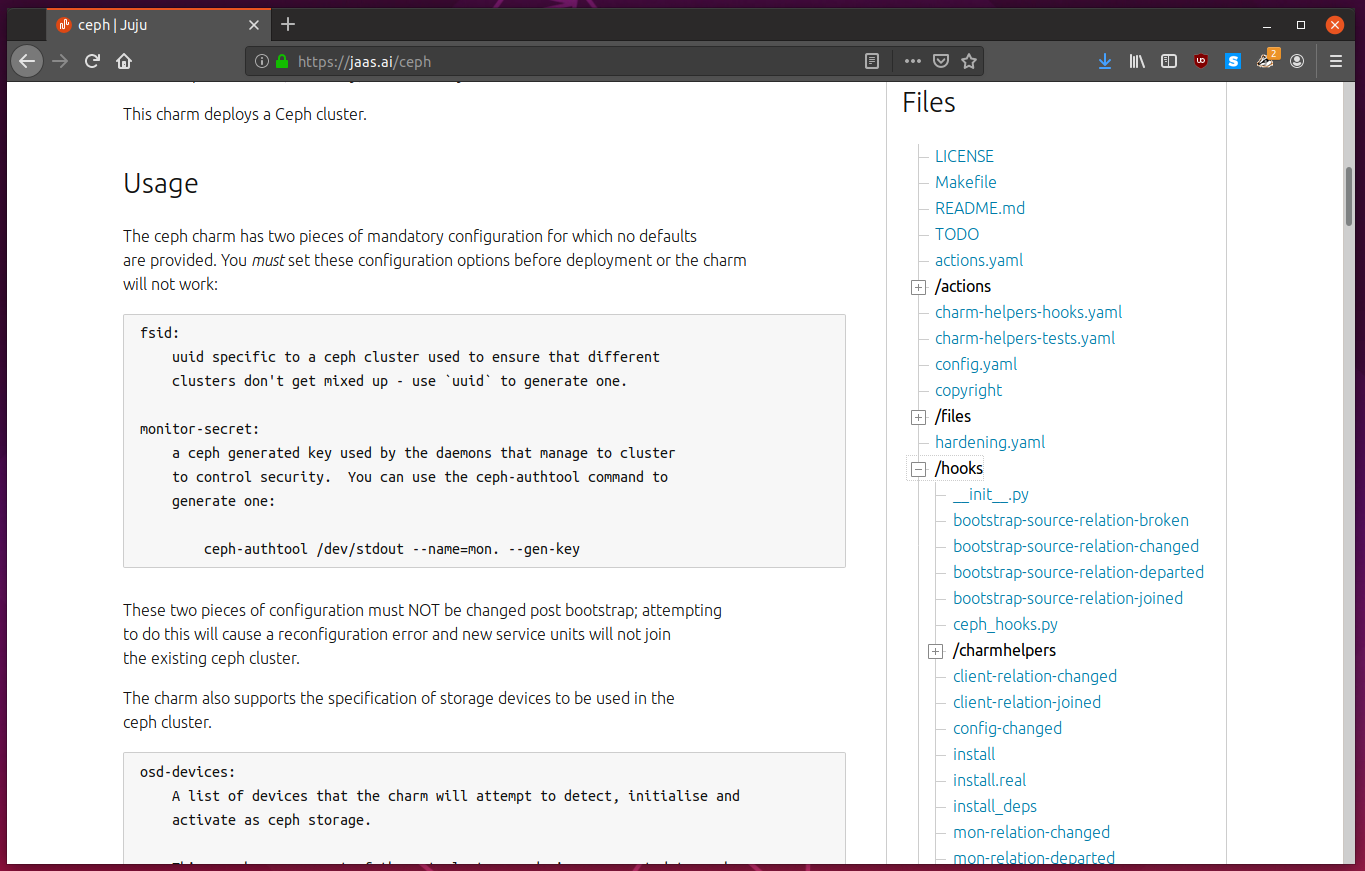 ceph | Juju
https://jaas.ai/ceph
2
This charm deploys a Ceph cluster.
Usage
The ceph charm has two pieces of mandatory configuration for which no defaults
are provided. You must set these configuration options before deployment or the charm
will not work:
fsid:
uuid specific to a ceph cluster used to ensure that different
clusters don't get mixed up - use `uuid` to generate one.
monitor-secret:
a ceph generated key used by the daemons that manage to cluster
to control security.  You can use the ceph-authtool command to
generate one:
ceph-authtool /dev/stdout --name=mon. --gen-key
These two pieces of configuration must NOT be changed post bootstrap; attempting
to do this will cause a reconfiguration error and new service units will not join
the existing ceph cluster.
The charm also supports the specification of storage devices to be used in the
ceph cluster.
osd-devices:
A list of devices that the charm will attempt to detect, initialise and
activate as ceph storage.
Files
LICENSE
Makefile
README.md
TODO
actions.yaml
/actions
charm-helpers-hooks.yaml
charm-helpers-tests.yaml
config.yaml
copyright
/files
hardening.yaml
/hooks
__init__.py
bootstrap-source-relation-broken
bootstrap-source-relation-changed
bootstrap-source-relation-departed
bootstrap-source-relation-joined
ceph_hooks.py
/charmhelpers
client-relation-changed
client-relation-joined
config-changed
install
install.real
install_deps
mon-relation-changed
mon-relation-departed